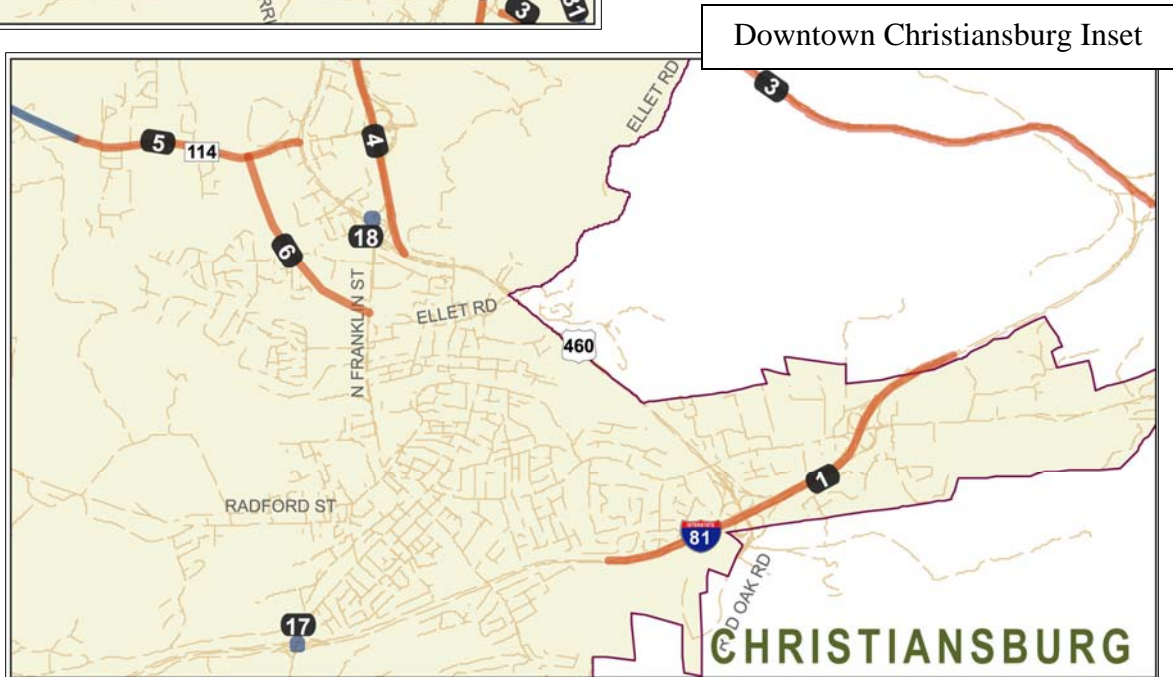 3
Downtown Christiansburg Inset
ELLET RD
3
5
114
4
18
6
N FRANKLIN ST
ELLET RD
460
1
RADFORD ST
INTERSTATE
81
OAK RD
17
CHRISTIANSBURG